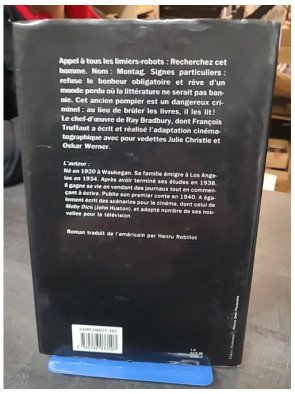 Appel à tous les limiers-robots : Recherchez cet
homme. Nom : Montag. Signes particuliers :
refuse le bonheur obligatoire et rêve d'un
monde perdu où la littérature ne serait pas ban-
nie. Cet ancien pompier est un dangereux cri-
minel : au lieu de brûler les livres, il les lit !
Le chef-d'œuvre de Ray Bradbury, dont François
Truffaut a écrit et réalisé l'adaptation cinéma-
tographique avec pour vedettes Julie Christie et
Oskar Werner.
L'auteur :
Né en 1920 à Waukegan. Sa famille émigre à Los Ange-
les en 1934. Après avoir terminé ses études en 1938,
il gagne sa vie en vendant des journaux tout en commen-
çant à écrire. Publie son premier conte en 1940. A éga-
lement écrit des scénarios pour le cinéma, dont celui de
Moby Dick (John Huston), et adapté nombre de ses nou-
velles pour la télévision.
Roman traduit de l'américain par Henri Robillot
FAHRENHEIT 451